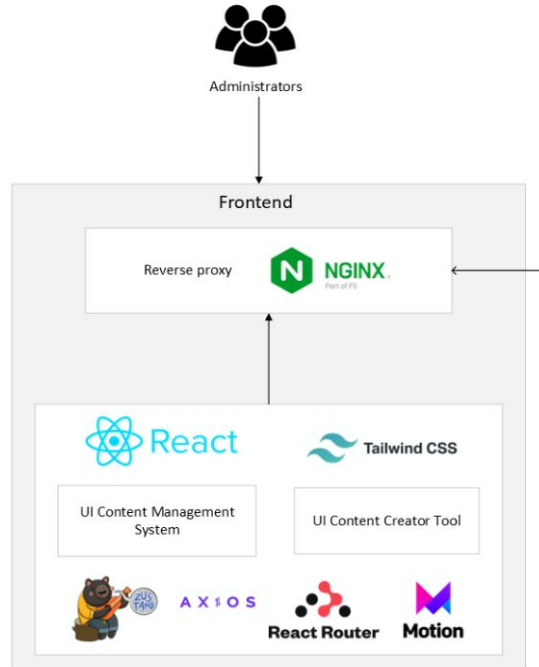 Administrators
Frontend
Reverse proxy
NGINX
Part of F5
React
Tailwind CSS
UI Content Management
System
UI Content Creator Tool
ZUS
TAND
AXIOS
React Router
Motion